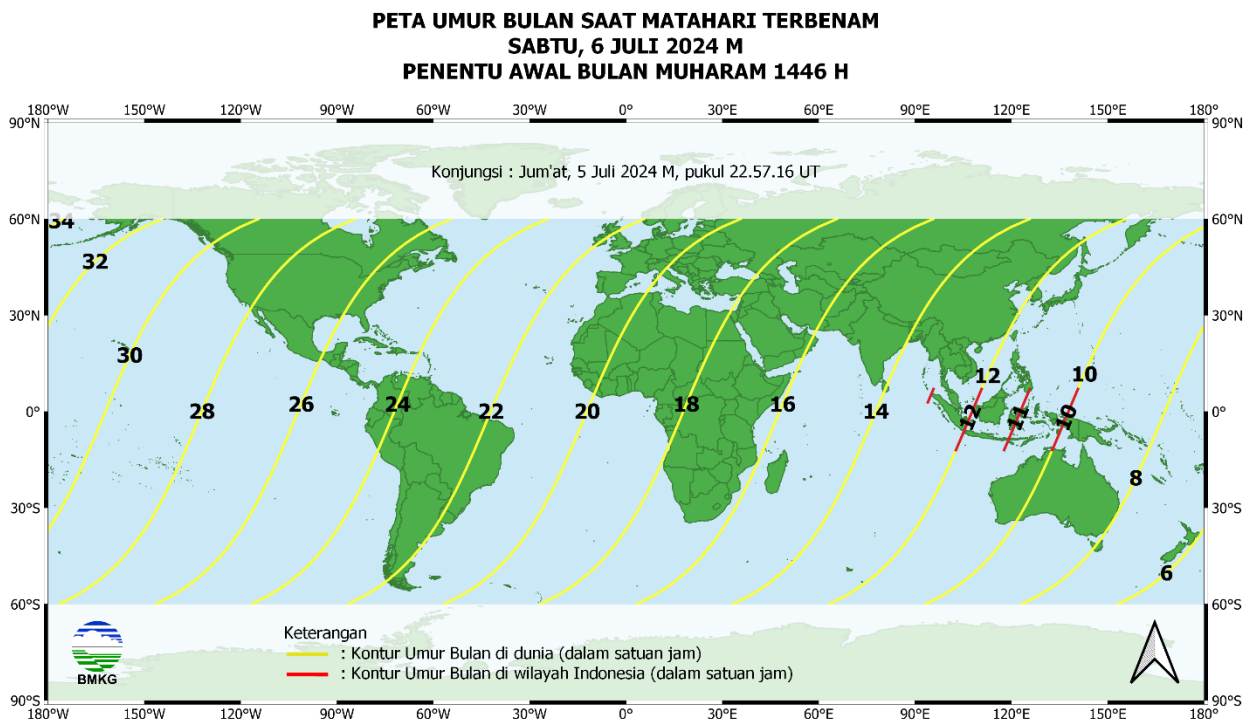 PETA UMUR BULAN SAAT MATAHARI TERBENAM
SABTU, 6 JULI 2024 M
PENENTU AWAL BULAN MUHARAM 1446 H
180°W 150°W 120°W 90°W 60°W 30°W 0° 30°E 60°E 90°E 120°E 150°E 180°
90°N 90°N
Konjungsi : Jum'at, 5 Juli 2024 M, pukul 22.57.16 UT
60°N 34 60°N
32
30°N 30°N
30
12 10
0° 28 26 24 22 20 18 16 14 12 11 10 0°
8
30°S 30°S
6
60°S 60°S
Keterangan
: Kontur Umur Bulan di dunia (dalam satuan jam)
: Kontur Umur Bulan di wilayah Indonesia (dalam satuan jam)
BMKG
90°S 90°S
180°W 150°W 120°W 90°W 60°W 30°W 0° 30°E 60°E 90°E 120°E 150°E 180°